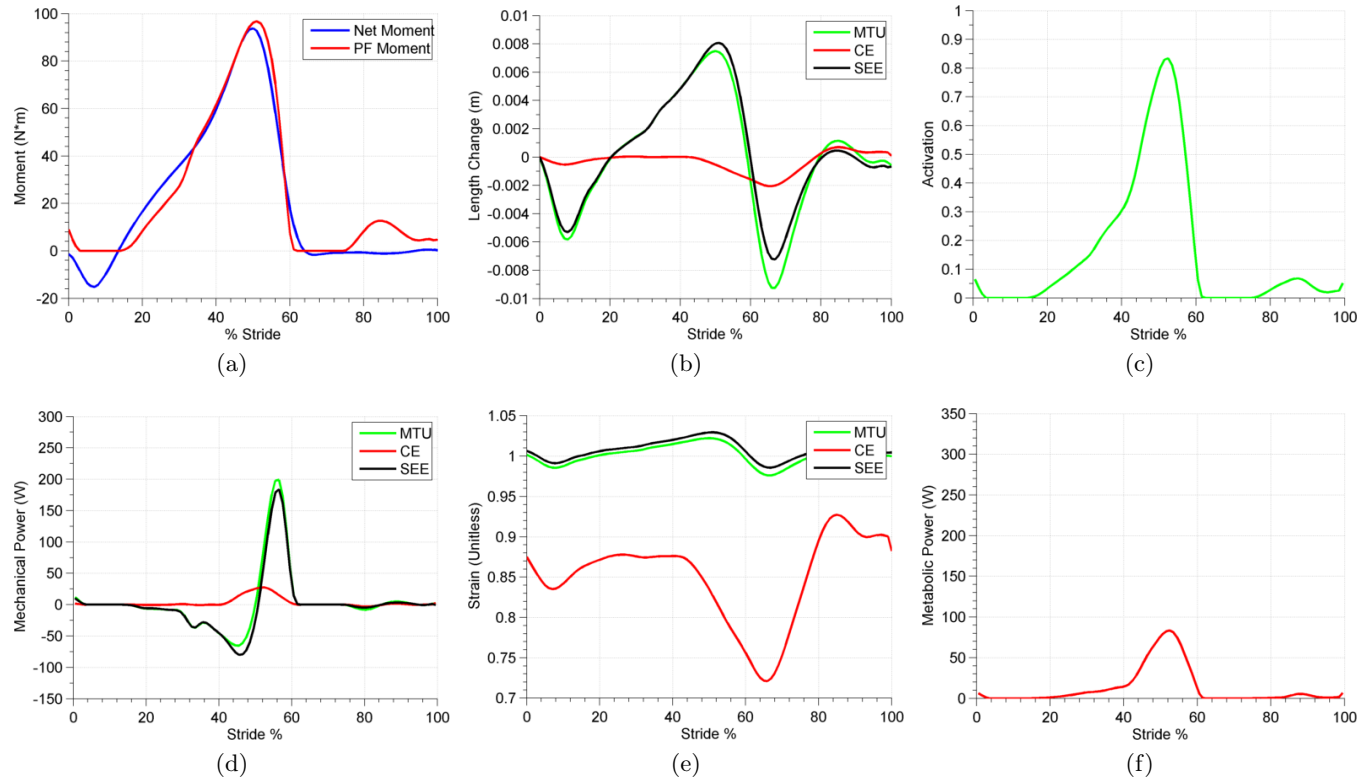 100
80
60
40
20
0
-20
Moment (N*m)
Net Moment
PF Moment
0 20 40 60 80 100
% Stride
(a)
0.01
0.008
0.006
0.004
0.002
0
-0.002
-0.004
-0.006
-0.008
-0.01
Length Change (m)
MTU
CE
SEE
0 20 40 60 80 100
Stride %
(b)
1
0.9
0.8
0.7
0.6
0.5
0.4
0.3
0.2
0.1
0
Activation
0 20 40 60 80 100
Stride %
(c)
300
250
200
150
100
50
0
-50
-100
-150
Mechanical Power (W)
MTU
CE
SEE
0 20 40 60 80 100
Stride %
(d)
1.05
1
0.95
0.9
0.85
0.8
0.75
0.7
Strain (Unitless)
MTU
CE
SEE
0 20 40 60 80 100
Stride %
(e)
350
300
250
200
150
100
50
0
Metabolic Power (W)
0 20 40 60 80 100
Stride %
(f)